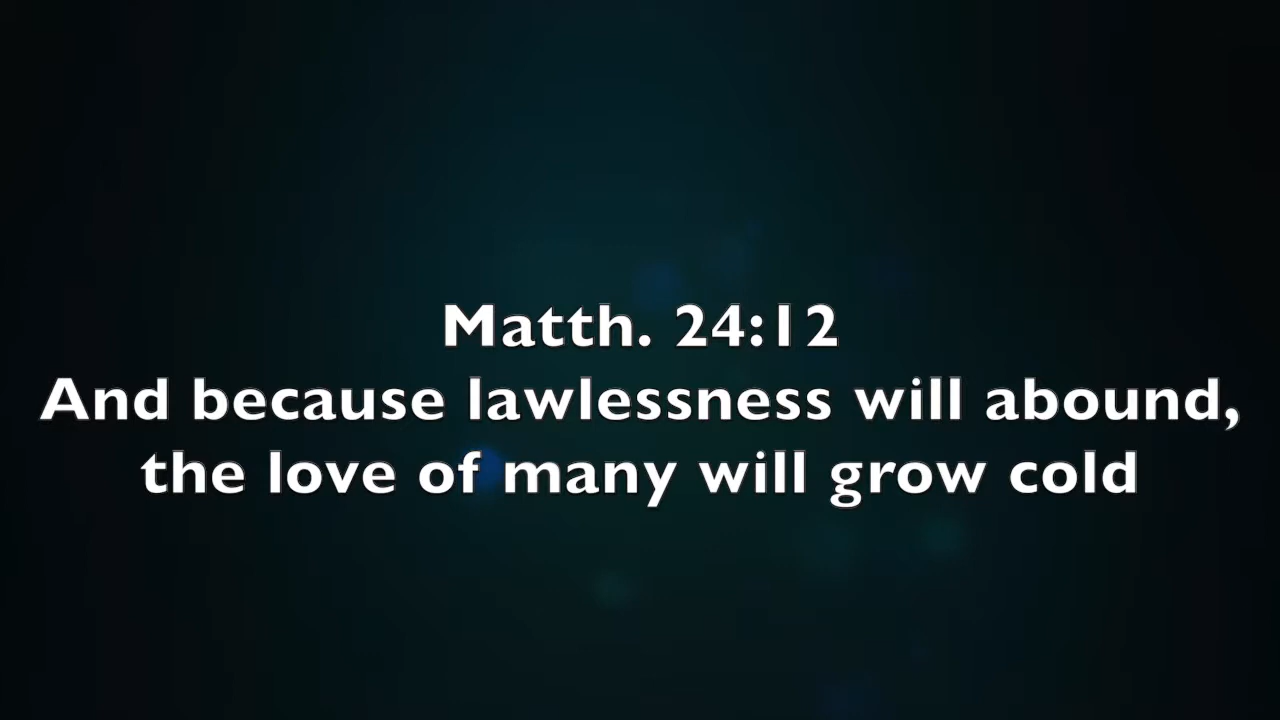 Matth. 24:12
And because lawlessness will abound,
the love of many will grow cold